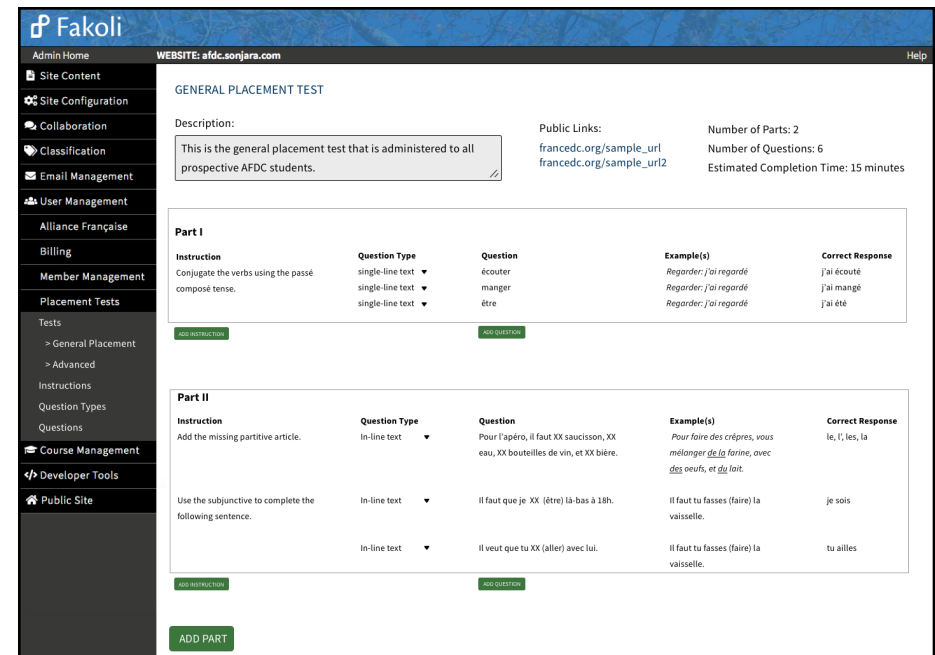 Fakoli
Admin Home
WEBSITE: afdc.sonjara.com
Help
Site Content
Site Configuration
Collaboration
Classification
Email Management
User Management
Alliance Française
Billing
Member Management
Placement Tests
Tests
> General Placement
> Advanced
Instructions
Question Types
Questions
Course Management
</> Developer Tools
Public Site
GENERAL PLACEMENT TEST
Description:
This is the general placement test that is administered to all
prospective AFDC students.
Public Links:
francedc.org/sample_url
francedc.org/sample_url2
Number of Parts: 2
Number of Questions: 6
Estimated Completion Time: 15 minutes
Part I
Instruction Question Type Question Example(s) Correct Response
Conjugate the verbs using the passé single-line text écouter Regarder: j'ai regardé j'ai écouté
composé tense. single-line text manger Regarder: j'ai regardé j'ai mangé
single-line text être Regarder: j'ai regardé j'ai été
ADD INSTRUCTION ADD QUESTION
Part II
Instruction Question Type Question Example(s) Correct Response
Add the missing partitive article. In-line text Pour l'apéro, il faut XX saucisson, XX Pour faire des crêpres, vous le, l', les, la
eau, XX bouteilles de vin, et XX bière. mélanger de la farine, avec
des oeufs, et du lait.
Use the subjunctive to complete the In-line text Il faut que je XX (être) là-bas à 18h. Il faut tu fasses (faire) la je sois
following sentence. vaisselle.
In-line text Il veut que tu XX (aller) avec lui. Il faut tu fasses (faire) la tu ailles
vaisselle.
ADD INSTRUCTION ADD QUESTION
ADD PART